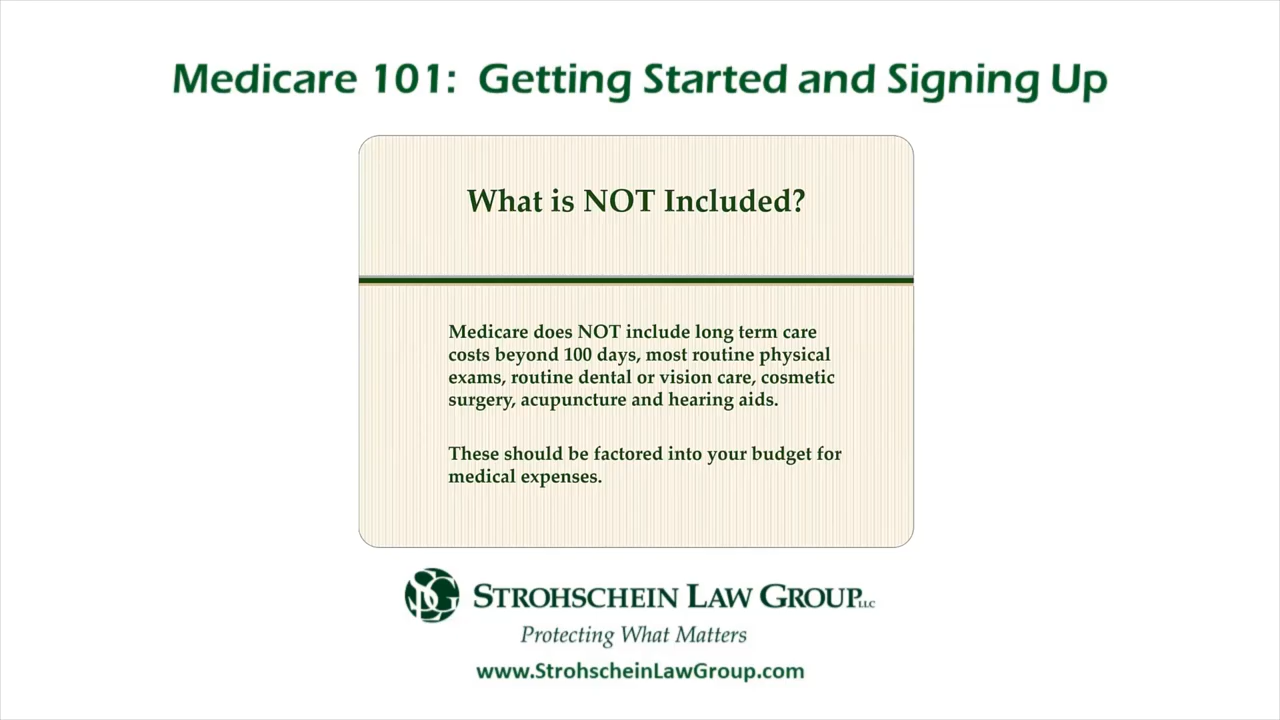 Medicare 101: Getting Started and Signing Up
What is NOT Included?
Medicare does NOT include long term care
costs beyond 100 days, most routine physical
exams, routine dental or vision care, cosmetic
surgery, acupuncture and hearing aids.
These should be factored into your budget for
medical expenses.
SLG
STROHSCHEIN LAW GROUP, LLC
Protecting What Matters
www.StrohscheinLawGroup.com